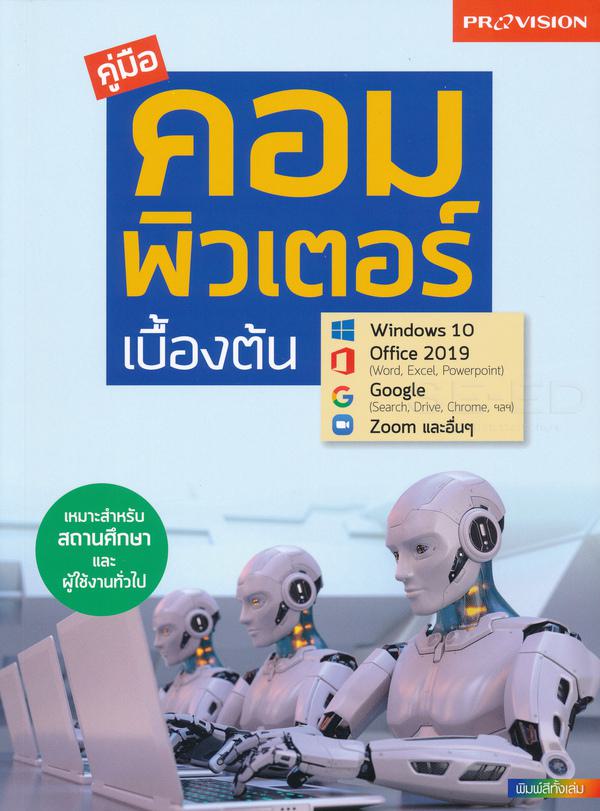 PROVISION
คู่มือ
คอม
พิวเตอร์
เบื้องต้น
Windows 10
Office 2019
(Word, Excel, Powerpoint)
Google
(Search, Drive, Chrome, ฯลฯ)
Zoom และอื่นๆ
SE-ED
เหมาะสำหรับ
สถานศึกษา
และ
ผู้ใช้งานทั่วไป
พิมพ์สีทั้งเล่ม